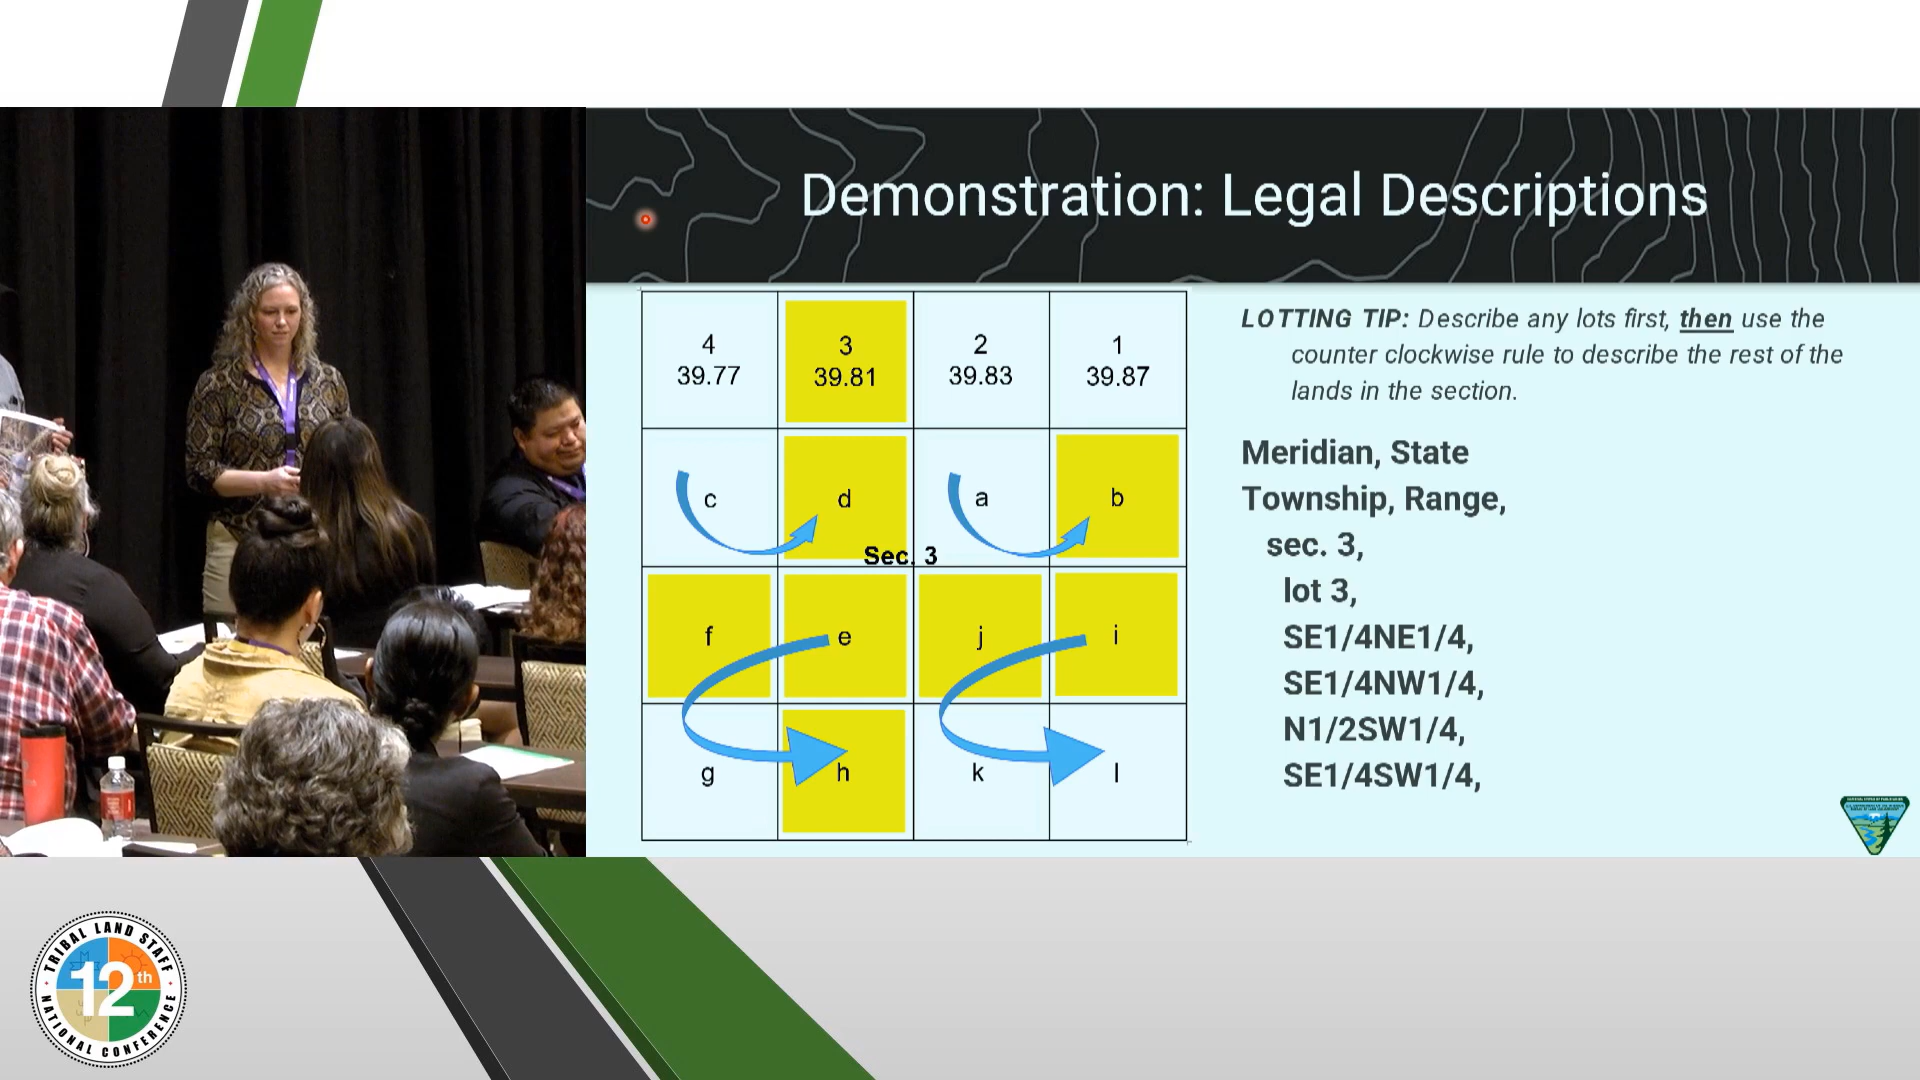 Demonstration: Legal Descriptions
4
39.77
3
39.81
2
39.83
1
39.87
c
d
a
b
Sec. 3
f
e
j
i
g
h
k
l
LOTTING TIP: Describe any lots first, then use the
counter clockwise rule to describe the rest of the
lands in the section.
Meridian, State
Township, Range,
sec. 3,
lot 3,
SE1/4NE1/4,
SE1/4NW1/4,
N1/2SW1/4,
SE1/4SW1/4,
TRIBAL LAND STAFF
12th
NATIONAL CONFERENCE